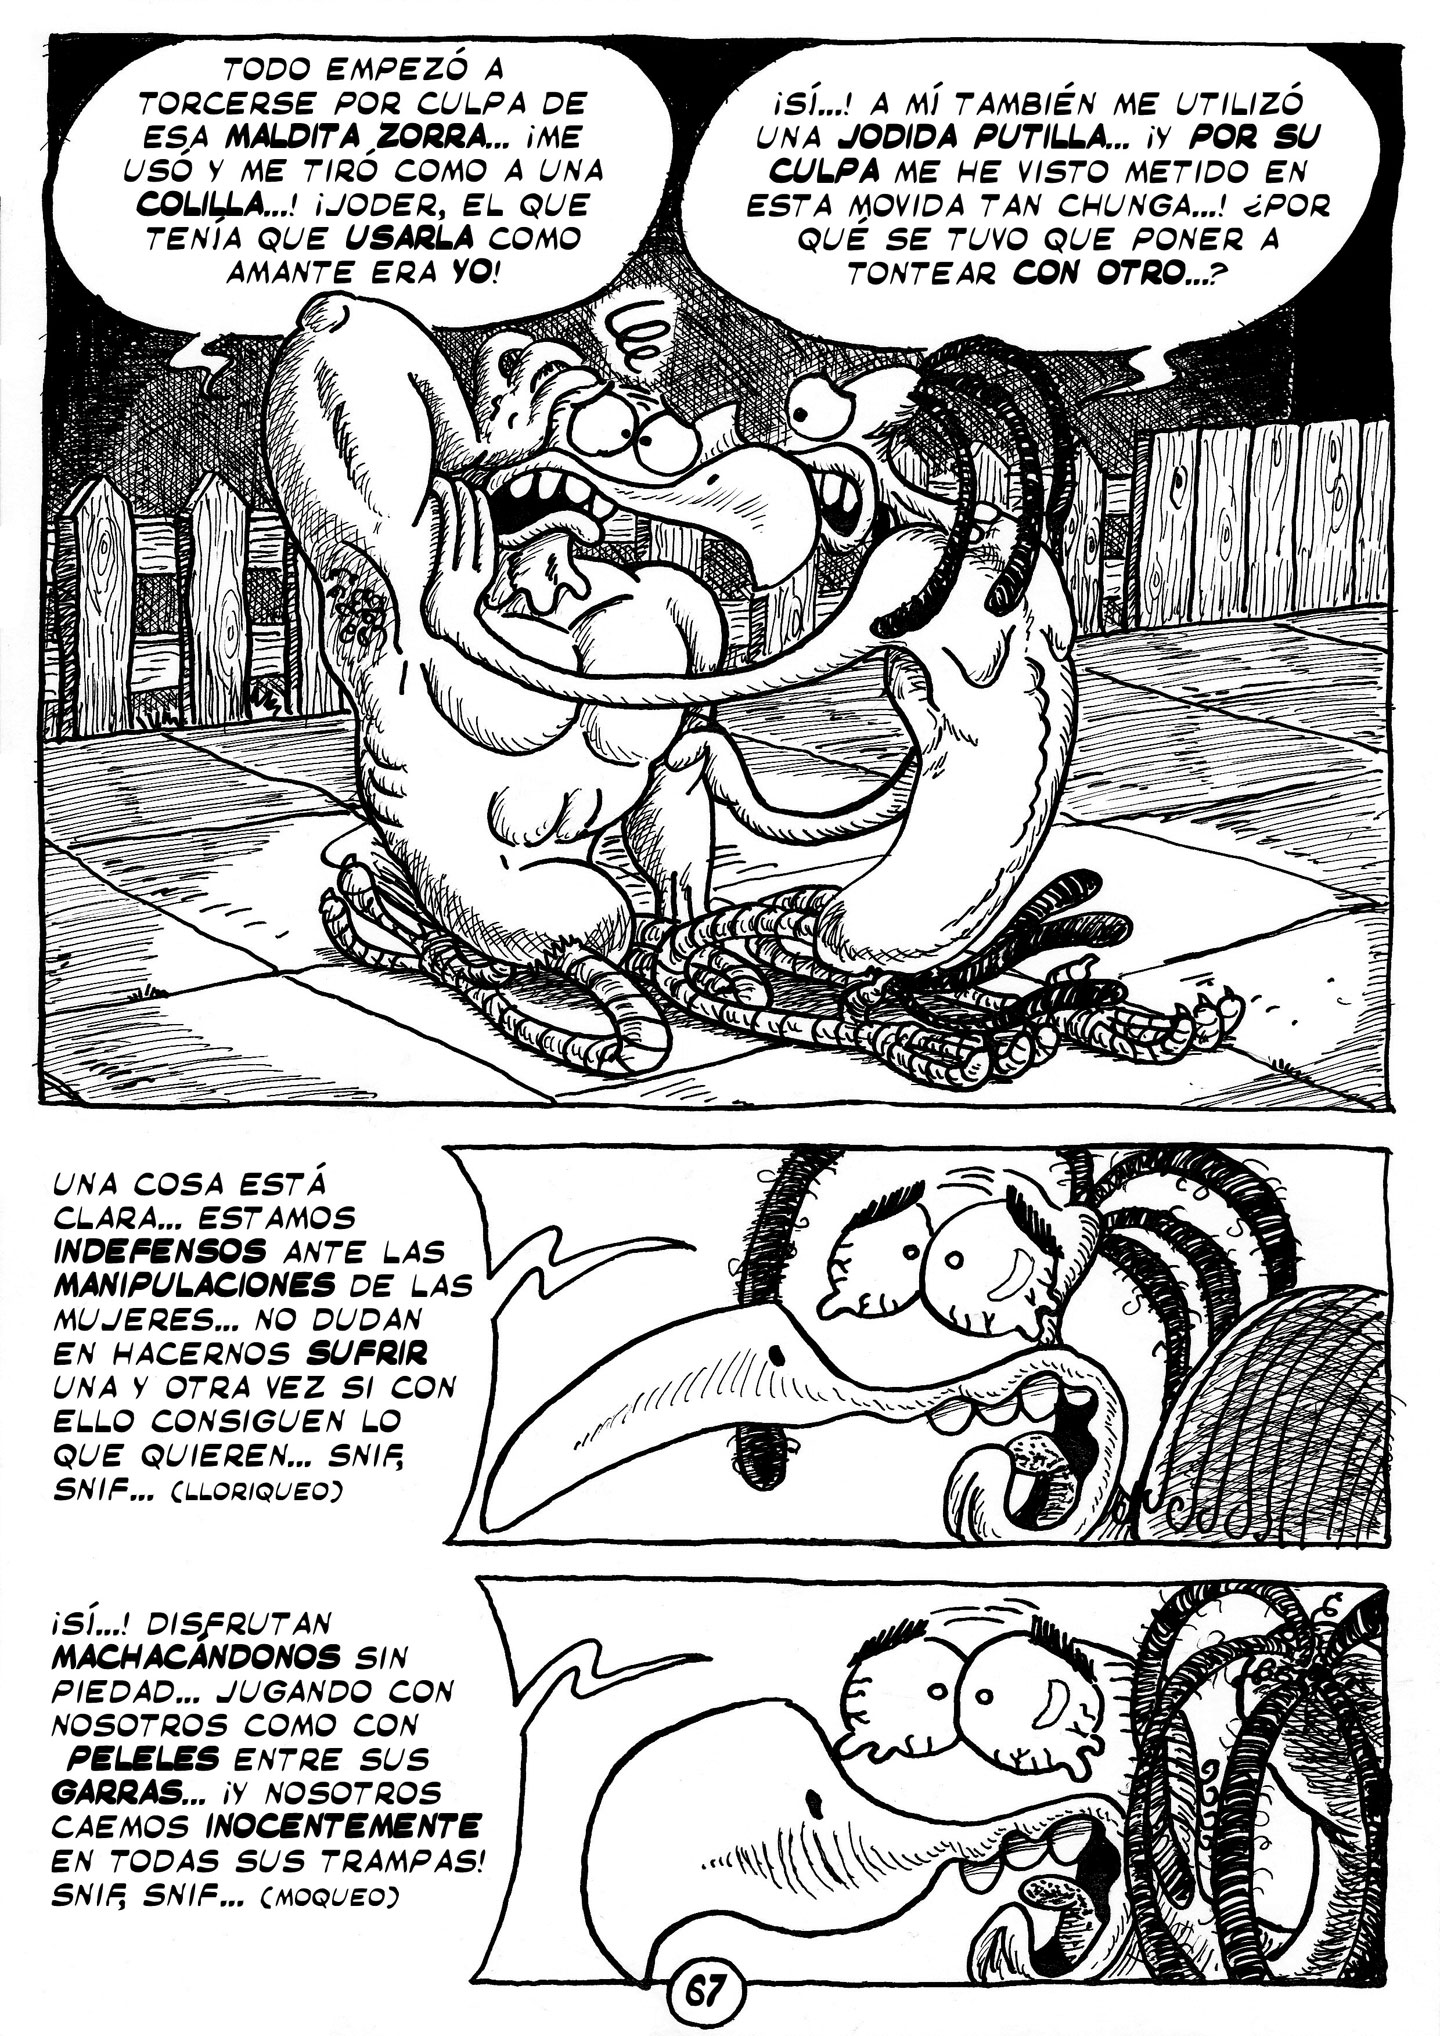 TODO EMPEZÓ A
TORCERSE POR CULPA DE
ESA MALDITA ZORRA... ¡ME
USÓ Y ME TIRÓ COMO A UNA
COLILLA...! ¡JODER, EL QUE
TENÍA QUE USARLA COMO
AMANTE ERA YO!
¡SÍ...! A MÍ TAMBIÉN ME UTILIZÓ
UNA JODIDA PUTILLA... ¡Y POR SU
CULPA ME HE VISTO METIDO EN
ESTA MOVIDA TAN CHUNGA...! ¿POR
QUÉ SE TUVO QUE PONER A
TONTEAR CON OTRO...?
UNA COSA ESTÁ
CLARA... ESTAMOS
INDEFENSOS ANTE LAS
MANIPULACIONES DE LAS
MUJERES... NO DUDAN
EN HACERNOS SUFRIR
UNA Y OTRA VEZ SI CON
ELLO CONSIGUEN LO
QUE QUIEREN... SNIF,
SNIF... (LLORIQUEO)
¡SÍ...! DISFRUTAN
MACHACÁNDONOS SIN
PIEDAD... JUGANDO CON
NOSOTROS COMO CON
PELELES ENTRE SUS
GARRAS... ¡Y NOSOTROS
CAEMOS INOCENTEMENTE
EN TODAS SUS TRAMPAS!
SNIF, SNIF... (MOQUEO)
67